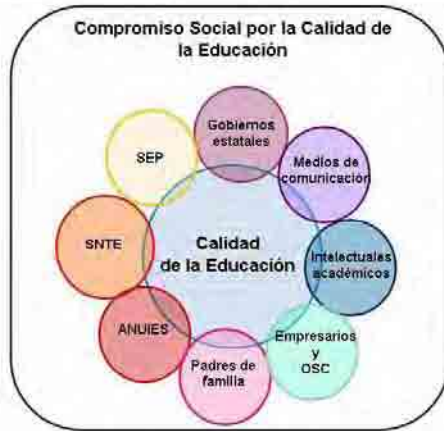 Compromiso Social por la Calidad de
la Educación
Gobiernos
estatales
Medios de
comunicación
Intelectuales
académicos
Empresarios
y
OSC
Padres de
familia
ANUIES
SNTE
SEP
Calidad
de la Educación